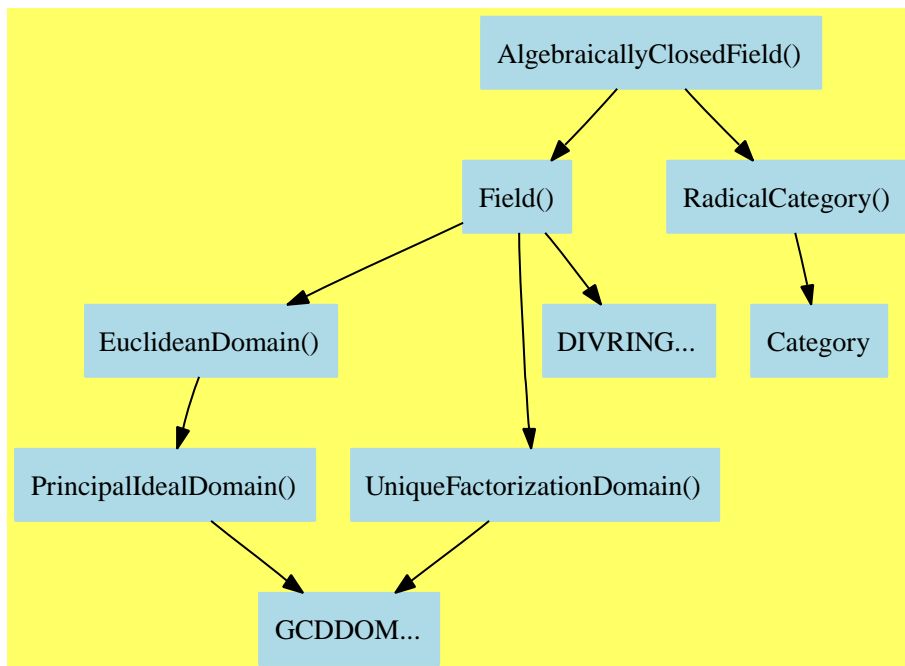 AlgebraicallyClosedField()
Field()
RadicalCategory()
EuclideanDomain()
DIVRING...
Category
PrincipalIdealDomain()
UniqueFactorizationDomain()
GCDDOM...